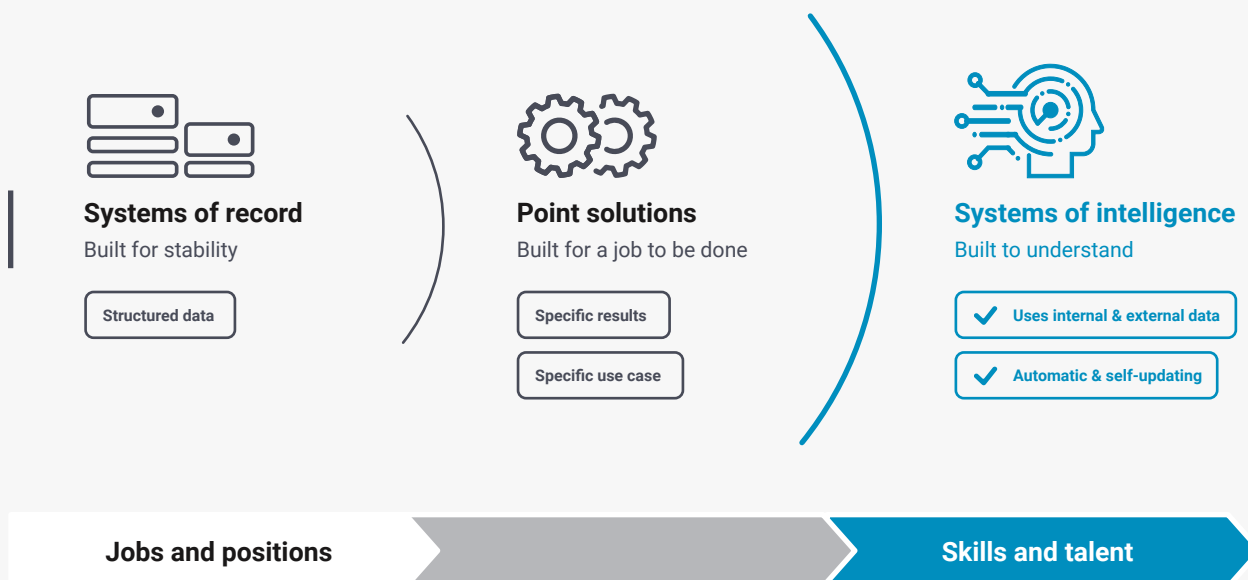 Systems of record
Built for stability
Structured data
Point solutions
Built for a job to be done
Specific results
Specific use case
Systems of intelligence
Built to understand
Uses internal & external data
Automatic & self-updating
Jobs and positions
Skills and talent